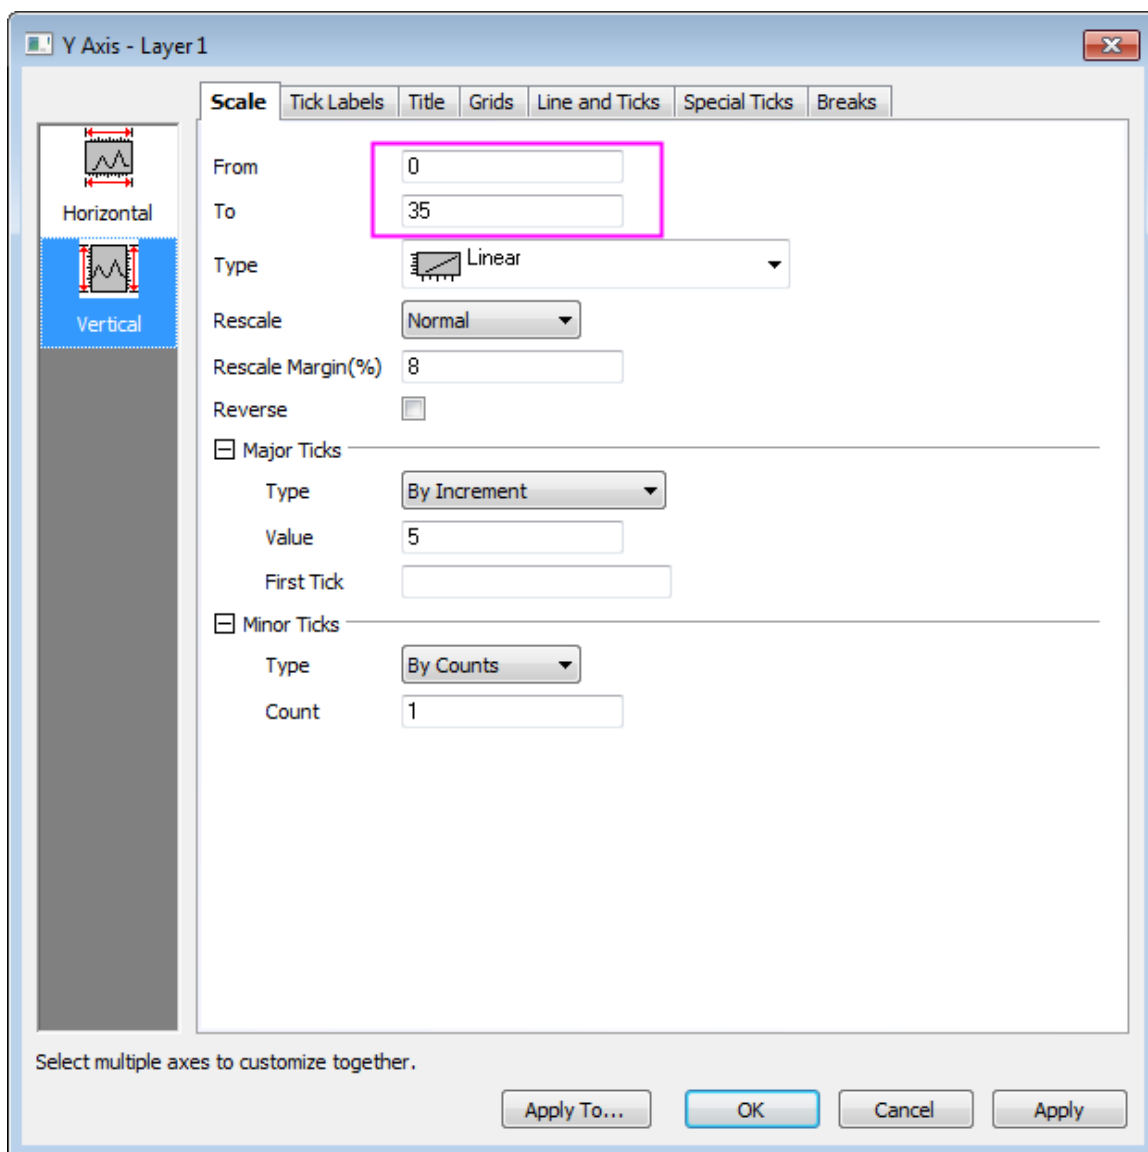 Y Axis - Layer1
Scale Tick Labels Title Grids Line and Ticks Special Ticks Breaks
Horizontal
Vertical
From 0
To 35
Type Linear
Rescale Normal
Rescale Margin(%) 8
Reverse
Major Ticks
Type By Increment
Value 5
First Tick
Minor Ticks
Type By Counts
Count 1
Select multiple axes to customize together.
Apply To... OK Cancel Apply